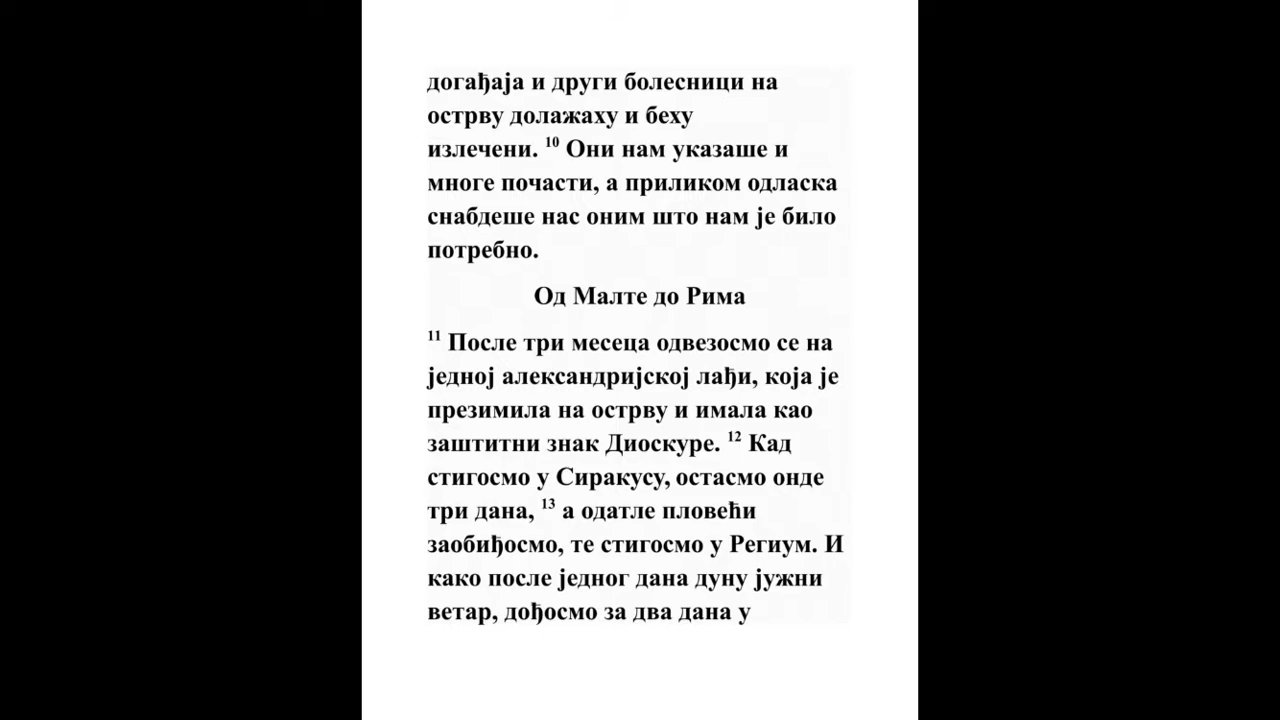 догађаја и други болесници на
острву долажаху и беху
излечени. 10 Они нам указаше и
многе почасти, а приликом одласка
снабдеше нас оним што нам је било
потребно.
Од Малте до Рима
11 После три месеца одвезосмо се на
једној александријској лађи, која је
презимила на острву и имала као
заштитни знак Диоскуре. 12 Кад
стигосмо у Сиракусу, остасмо онде
три дана, 13 а одатле пловећи
заобиђосмо, те стигосмо у Региум. И
како после једног дана дуну јужни
ветар, дођосмо за два дана у